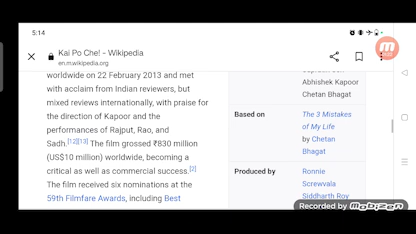 5:14
Kai Po Che! - Wikipedia
en.m.wikipedia.org
worldwide on 22 February 2013 and met
with acclaim from Indian reviewers, but
mixed reviews internationally, with praise for
the direction of Kapoor and the
performances of Rajput, Rao, and
Sadh.[12][13] The film grossed ₹830 million
(US$10 million) worldwide, becoming a
critical as well as commercial success.[2]
The film received six nominations at the
59th Filmfare Awards, including Best
Abhishek Kapoor
Chetan Bhagat
Based on
The 3 Mistakes
of My Life
by Chetan
Bhagat
Produced by
Ronnie
Screwvala
Siddharth Roy
Recorded by
Mobizen